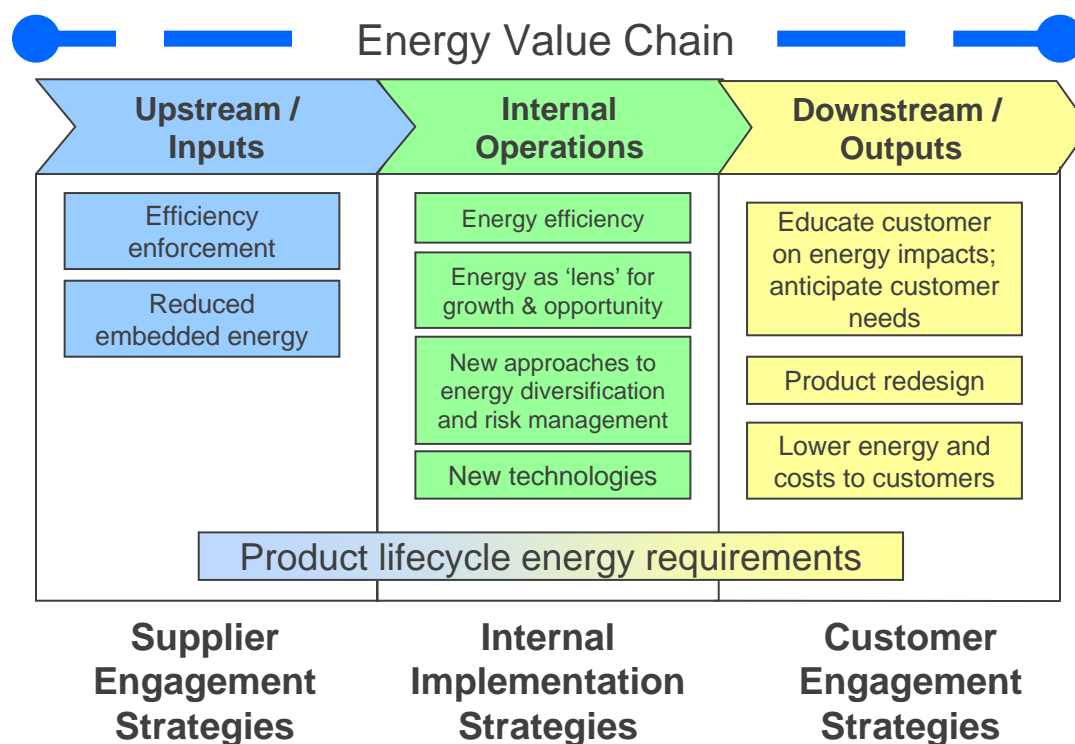 Energy Value Chain
Upstream /
Inputs
Internal
Operations
Downstream /
Outputs
Efficiency
enforcement
Reduced
embedded energy
Energy efficiency
Energy as ‘lens’ for
growth & opportunity
New approaches to
energy diversification
and risk management
New technologies
Educate customer
on energy impacts;
anticipate customer
needs
Product redesign
Lower energy and
costs to customers
Product lifecycle energy requirements
Supplier
Engagement
Strategies
Internal
Implementation
Strategies
Customer
Engagement
Strategies